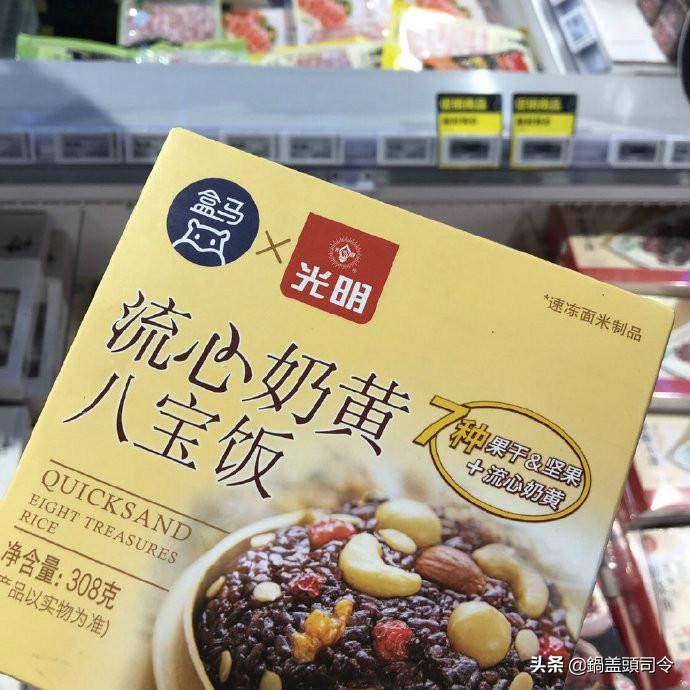 盒马
×
光明
*速冻面米制品
流心奶黄
八宝饭
7种果干&坚果
+流心奶黄
QUICKSAND
EIGHT TREASURES
RICE
净含量:308克
产品以实物为准)
头条 @鍋盖頭司令